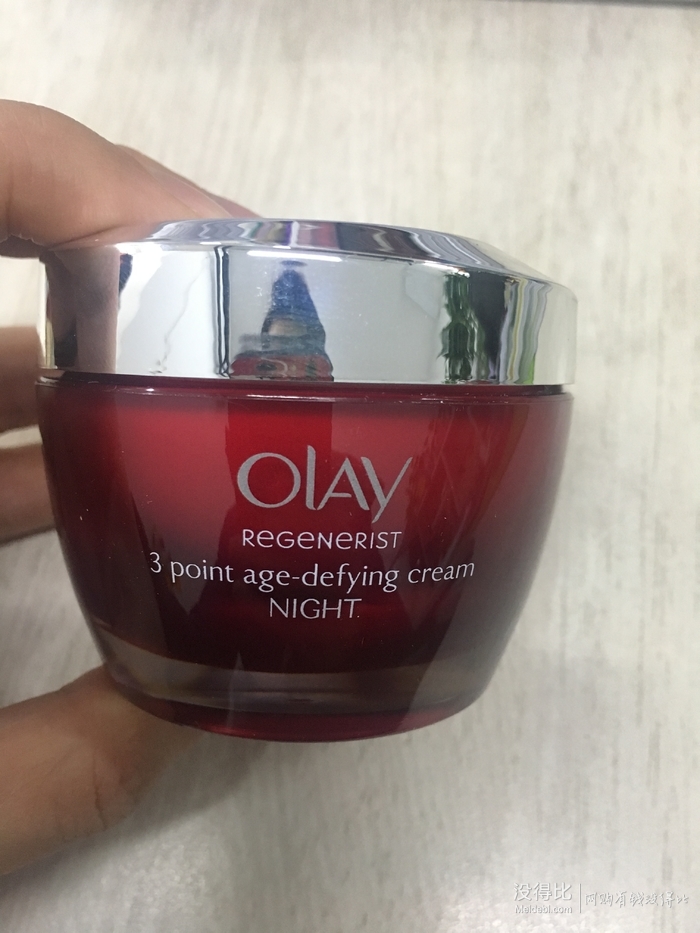 OLAY
REGENERIST
3 point age-defying cream
NIGHT
没得比
Meidebi.com